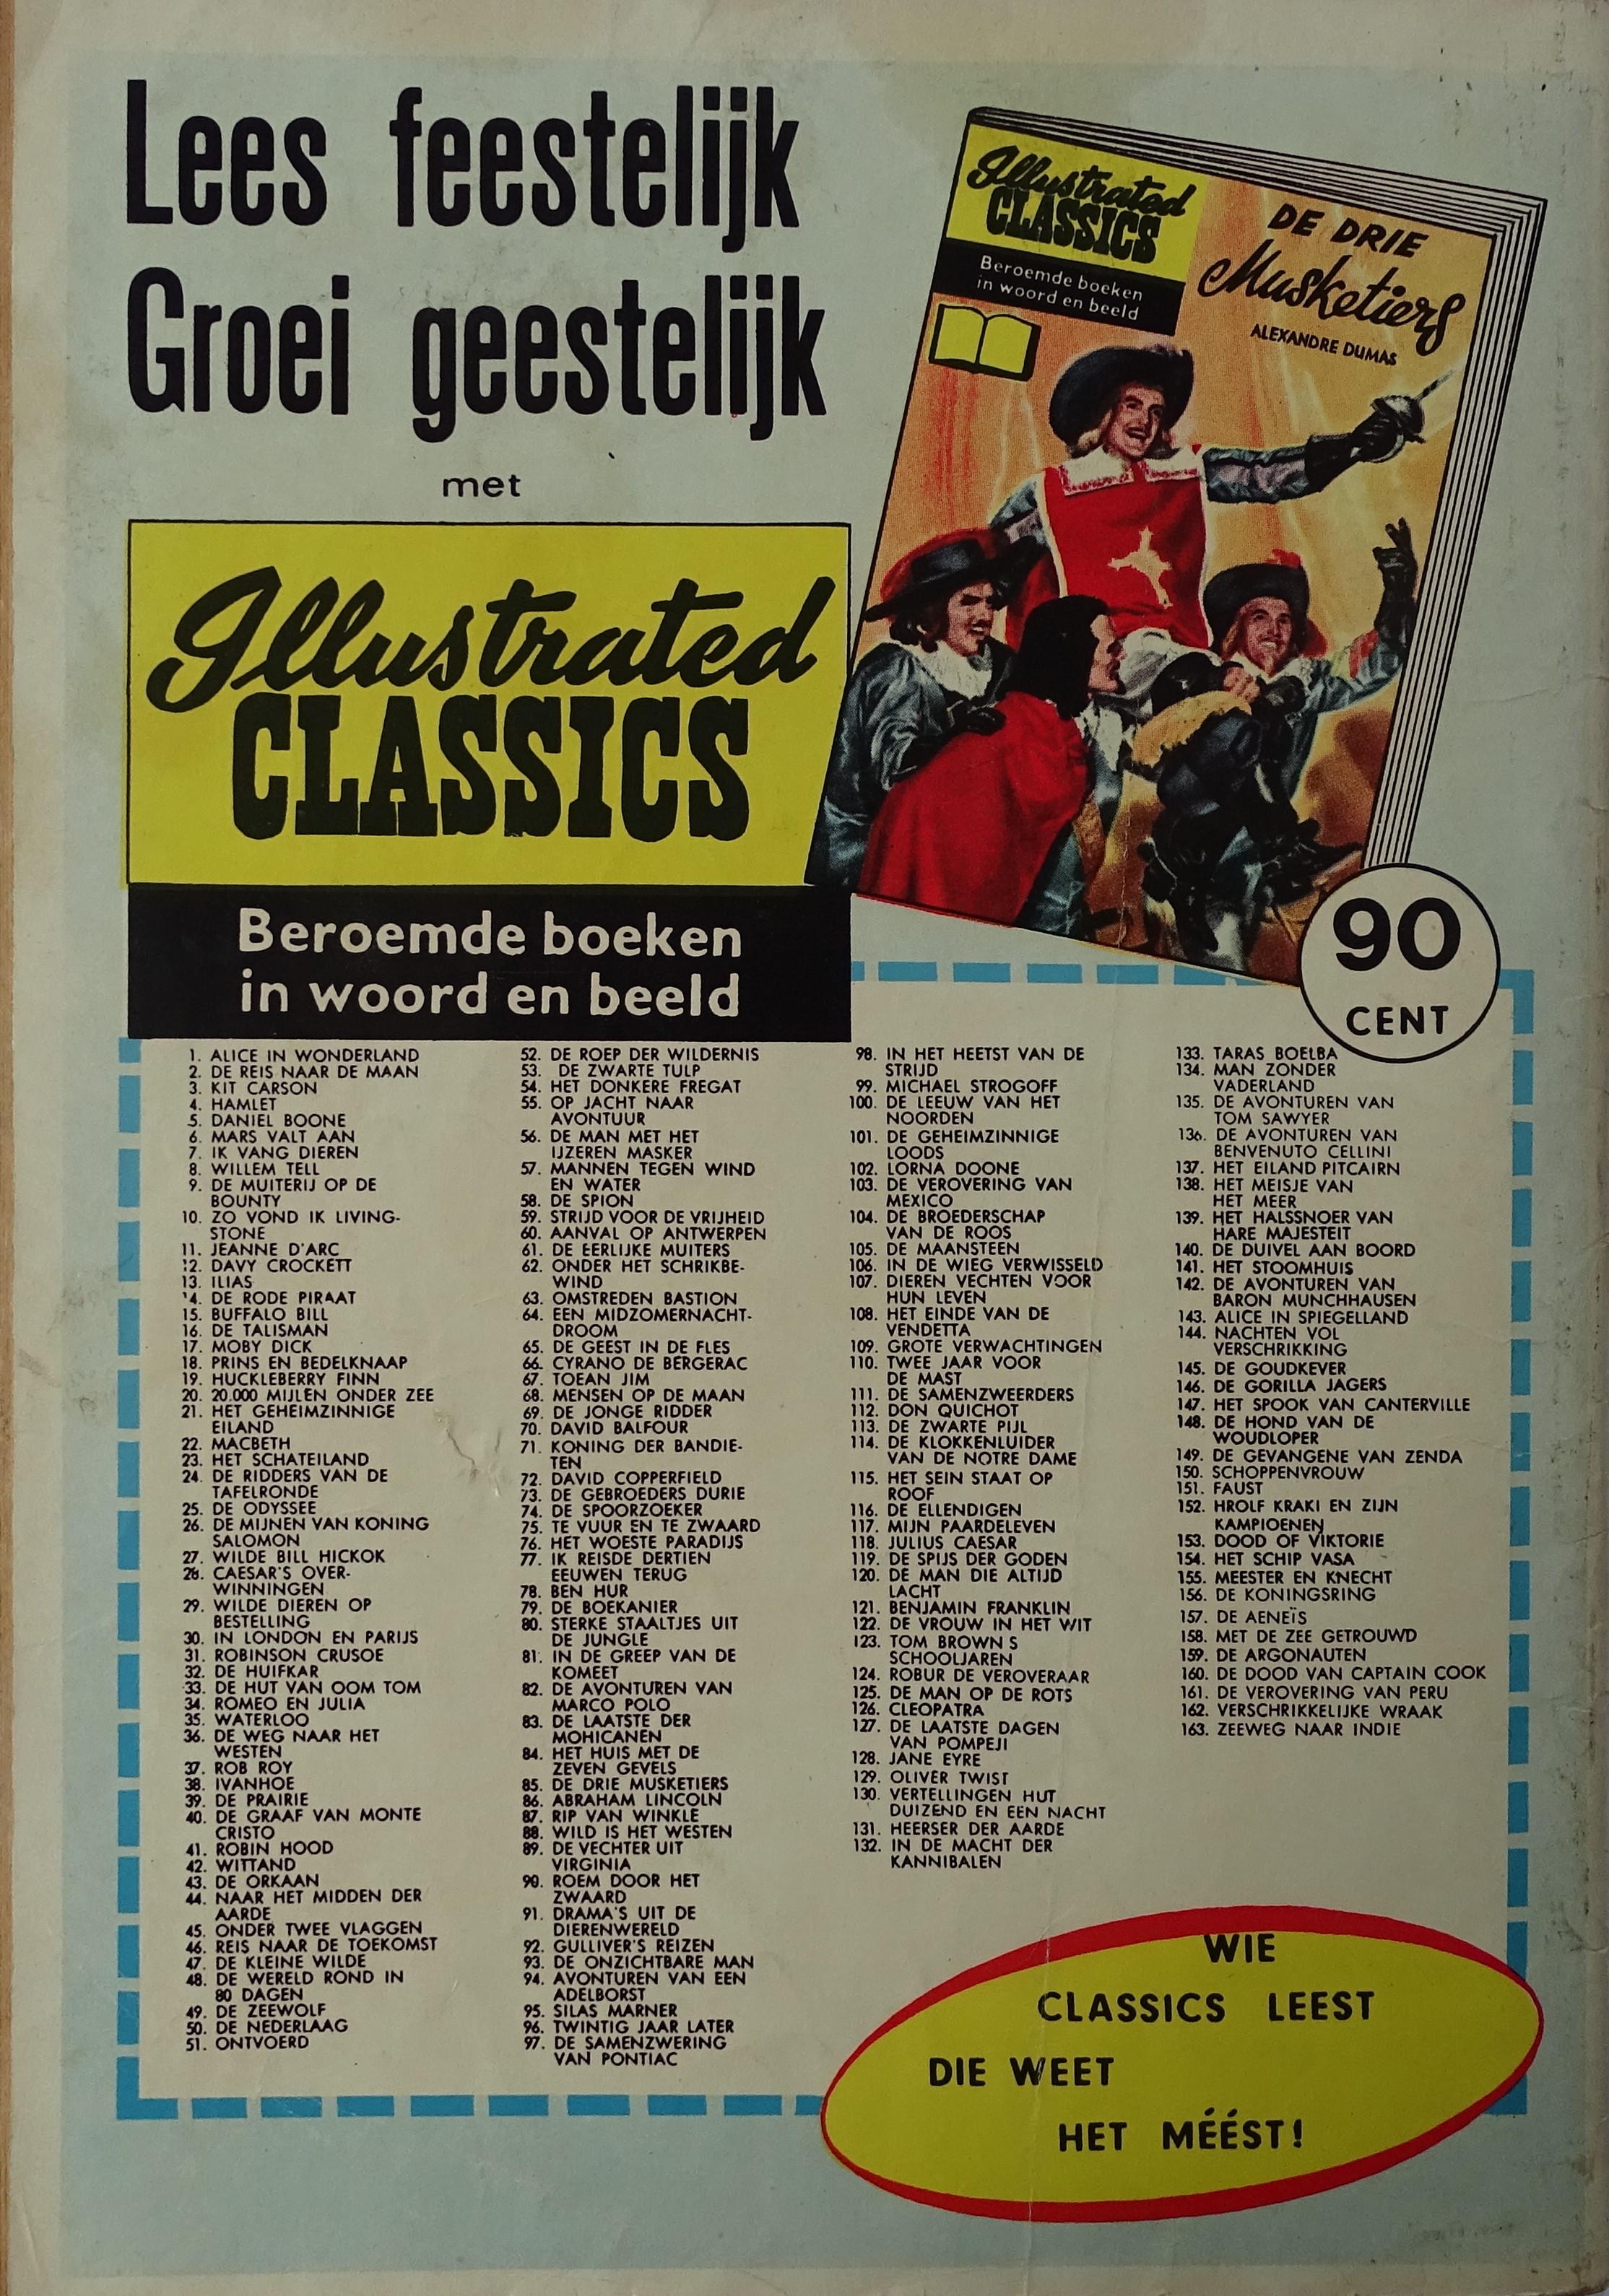 Lees feestelijk
Groei geestelijk
met
Illustrated
CLASSICS
Beroemde boeken
in woord en beeld
Illustrated
CLASSICS
Beroemde boeken
in woord en beeld
DE DRIE
Musketiers
ALEXANDRE DUMAS
90
CENT
1. ALICE IN WONDERLAND
2. DE REIS NAAR DE MAAN
3. KIT CARSON
4. HAMLET
5. DANIEL BOONE
6. MARS VALT AAN
7. IK VANG DIEREN
8. WILLEM TELL
9. DE MUITERIJ OP DE
BOUNTY
10. ZO VOND IK LIVING-
STONE
11. JEANNE D'ARC
12. DAVY CROCKETT
13. ILIAS
14. DE RODE PIRAAT
15. BUFFALO BILL
16. DE TALISMAN
17. MOBY DICK
18. PRINS EN BEDELKNAAP
19. HUCKLEBERRY FINN
20. 20.000 MIJLEN ONDER ZEE
21. HET GEHEIMZINNIGE
EILAND
22. MACBETH
23. HET SCHATEILAND
24. DE RIDDERS VAN DE
TAFELRONDE
25. DE ODYSSEE
26. DE MIJNEN VAN KONING
SALOMON
27. WILDE BILL HICKOK
28. CAESAR'S OVER-
WINNINGEN
29. WILDE DIEREN OP
BESTELLING
30. IN LONDON EN PARIJS
31. ROBINSON CRUSOE
32. DE HUIFKAR
33. DE HUT VAN OOM TOM
34. ROMEO EN JULIA
35. WATERLOO
36. DE WEG NAAR HET
WESTEN
37. ROB ROY
38. IVANHOE
39. DE PRAIRIE
40. DE GRAAF VAN MONTE
CRISTO
41. ROBIN HOOD
42. WITTAND
43. DE ORKAAN
44. NAAR HET MIDDEN DER
AARDE
45. ONDER TWEE VLAGGEN
46. REIS NAAR DE TOEKOMST
47. DE KLEINE WILDE
48. DE WERELD ROND IN
80 DAGEN
49. DE ZEEWOLF
50. DE NEDERLAAG
51. ONTVOERD
52. DE ROEP DER WILDERNIS
53. DE ZWARTE TULP
54. HET DONKERE FREGAT
55. OP JACHT NAAR
AVONTUUR
56. DE MAN MET HET
IJZEREN MASKER
57. MANNEN TEGEN WIND
EN WATER
58. DE SPION
59. STRIJD VOOR DE VRIJHEID
60. AANVAL OP ANTWERPEN
61. DE EERLIJKE MUITERS
62. ONDER HET SCHRIKBE-
WIND
63. OMSTREDEN BASTION
64. EEN MIDZOMERNACHT-
DROOM
65. DE GEEST IN DE FLES
66. CYRANO DE BERGERAC
67. TOEAN JIM
68. MENSEN OP DE MAAN
69. DE JONGE RIDDER
70. DAVID BALFOUR
71. KONING DER BANDIE-
TEN
72. DAVID COPPERFIELD
73. DE GEBROEDERS DURIE
74. DE SPOORZOEKER
75. TE VUUR EN TE ZWAARD
76. HET WOESTE PARADIJS
77. IK REISDE DERTIEN
EEUWEN TERUG
78. BEN HUR
79. DE BOEKANIER
80. STERKE STAALTJES UIT
DE JUNGLE
81. IN DE GREEP VAN DE
KOMEET
82. DE AVONTUREN VAN
MARCO POLO
83. DE LAATSTE DER
MOHICANEN
84. HET HUIS MET DE
ZEVEN GEVELS
85. DE DRIE MUSKETIERS
86. ABRAHAM LINCOLN
87. RIP VAN WINKLE
88. WILD IS HET WESTEN
89. DE VECHTER UIT
VIRGINIA
90. ROEM DOOR HET
ZWAARD
91. DRAMA'S UIT DE
DIERENWERELD
92. GULLIVER'S REIZEN
93. DE ONZICHTBARE MAN
94. AVONTUREN VAN EEN
ADELBORST
95. SILAS MARNER
96. TWINTIG JAAR LATER
97. DE SAMENZWERING
VAN PONTIAC
98. IN HET HEETST VAN DE
STRIJD
99. MICHAEL STROGOFF
100. DE LEEUW VAN HET
NOORDEN
101. DE GEHEIMZINNIGE
LOODS
102. LORNA DOONE
103. DE VEROVERING VAN
MEXICO
104. DE BROEDERSCHAP
VAN DE ROOS
105. DE MAANSTEEN
106. IN DE WIEG VERWISSELD
107. DIEREN VECHTEN VOOR
HUN LEVEN
108. HET EINDE VAN DE
VENDETTA
109. GROTE VERWACHTINGEN
110. TWEE JAAR VOOR
DE MAST
111. DE SAMENZWEERDERS
112. DON QUICHOT
113. DE ZWARTE PIJL
114. DE KLOKKENLUIDER
VAN DE NOTRE DAME
115. HET SEIN STAAT OP
ROOF
116. DE ELLENDIGEN
117. MIJN PAARDELEVEN
118. JULIUS CAESAR
119. DE SPIJS DER GODEN
120. DE MAN DIE ALTIJD
LACHT
121. BENJAMIN FRANKLIN
122. DE VROUW IN HET WIT
123. TOM BROWN S
SCHOOLJAREN
124. ROBUR DE VEROVERAAR
125. DE MAN OP DE ROTS
126. CLEOPATRA
127. DE LAATSTE DAGEN
VAN POMPEJI
128. JANE EYRE
129. OLIVER TWIST
130. VERTELLINGEN HUT
DUIZEND EN EEN NACHT
131. HEERSER DER AARDE
132. IN DE MACHT DER
KANNIBALEN
133. TARAS BOELBA
134. MAN ZONDER
VADERLAND
135. DE AVONTUREN VAN
TOM SAWYER
136. DE AVONTUREN VAN
BENVENUTO CELLINI
137. HET EILAND PITCAIRN
138. HET MEISJE VAN
HET MEER
139. HET HALSSNOER VAN
HARE MAJESTEIT
140. DE DUIVEL AAN BOORD
141. HET STOOMHUIS
142. DE AVONTUREN VAN
BARON MUNCHHAUSEN
143. ALICE IN SPIEGELLAND
144. NACHTEN VOL
VERSCHRIKKING
145. DE GOUDKEVER
146. DE GORILLA JAGERS
147. HET SPOOK VAN CANTERVILLE
148. DE HOND VAN DE
WOUDLOPER
149. DE GEVANGENE VAN ZENDA
150. SCHOPPENVROUW
151. FAUST
152. HROLF KRAKI EN ZIJN
KAMPIOENEN
153. DOOD OF VIKTORIE
154. HET SCHIP VASA
155. MEESTER EN KNECHT
156. DE KONINGSRING
157. DE AENEÏS
158. MET DE ZEE GETROUWD
159. DE ARGONAUTEN
160. DE DOOD VAN CAPTAIN COOK
161. DE VEROVERING VAN PERU
162. VERSCHRIKKELIJKE WRAAK
163. ZEEWEG NAAR INDIE
WIE
CLASSICS LEEST
DIE WEET
HET MÉÉST!